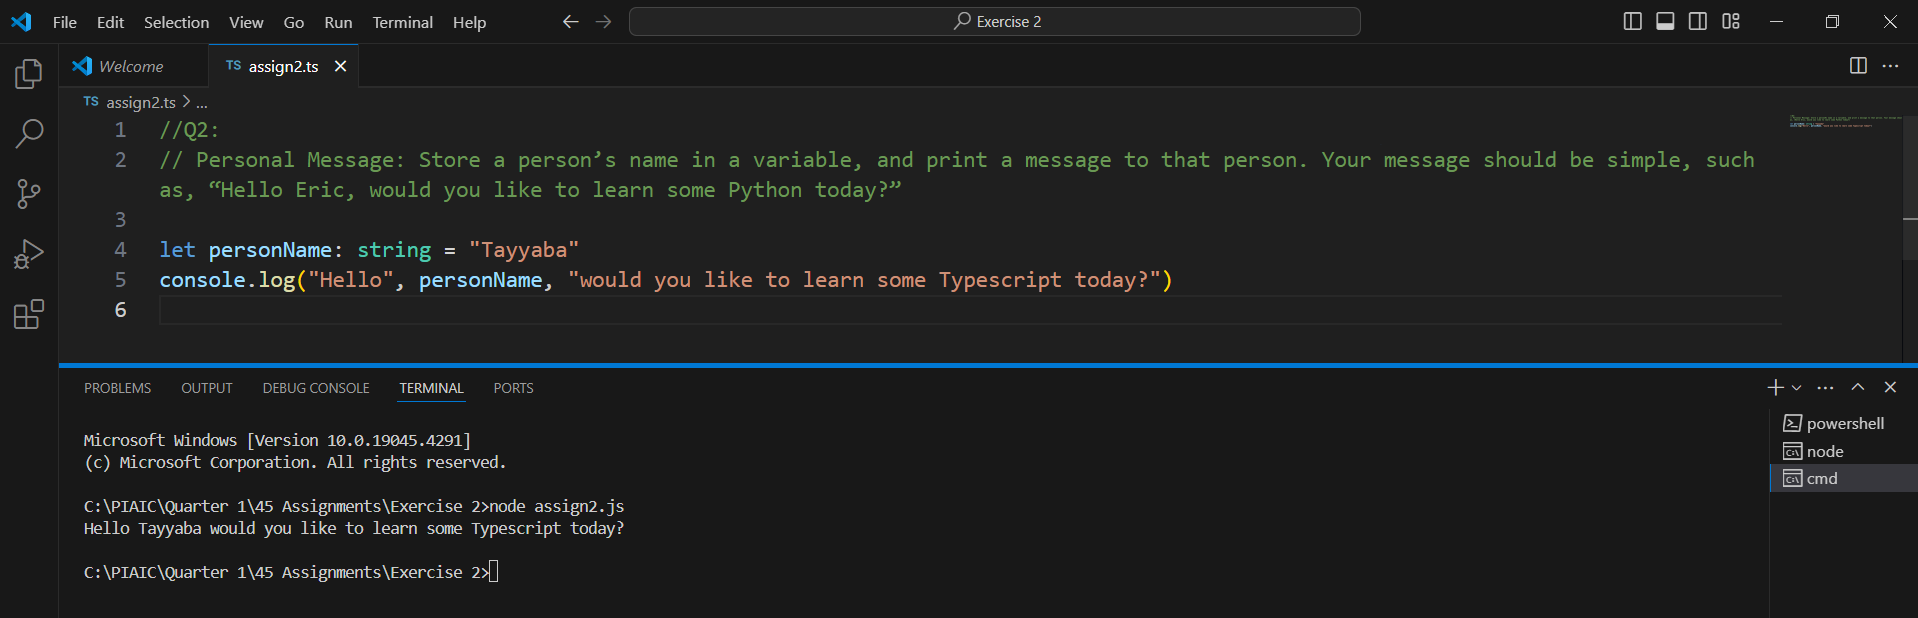 File Edit Selection View Go Run Terminal Help
Exercise 2
Welcome
TS assign2.ts
TS assign2.ts > ...
1 //Q2:
2 // Personal Message: Store a person’s name in a variable, and print a message to that person. Your message should be simple, such
as, “Hello Eric, would you like to learn some Python today?”
3
4 let personName: string = "Tayyaba"
5 console.log("Hello", personName, "would you like to learn some Typescript today?")
6
PROBLEMS OUTPUT DEBUG CONSOLE TERMINAL PORTS
Microsoft Windows [Version 10.0.19045.4291]
(c) Microsoft Corporation. All rights reserved.
C:\PIAIC\Quarter 1\45 Assignments\Exercise 2>node assign2.js
Hello Tayyaba would you like to learn some Typescript today?
C:\PIAIC\Quarter 1\45 Assignments\Exercise 2>
powershell
node
cmd